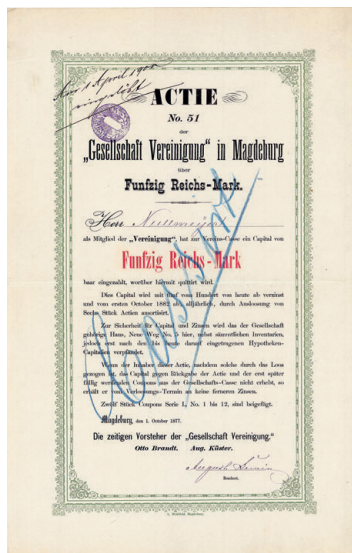 Am 1 April 1905
eingelöst
ACTIE
No. 51
der
„Gesellschaft Vereinigung“ in Magdeburg
über
Funfzig Reichs-Mark.
Herr
als Mitglied der „Vereinigung“, hat zur Vereins-Casse ein Capital von
Funfzig Reichs-Mark
baar eingezahlt, worüber hiermit quittirt wird.
Dies Capital wird mit fünf vom Hundert von heute ab verzinst
und vom ersten October 1882 ab, alljährlich, durch Ausloosung von
Sechs Stück Actien amortisirt.
Zur Sicherheit für Capital und Zinsen wird das der Gesellschaft
gehörige Haus, Neue Weg No. 5 hier, nebst sämmtlichen Inventarien,
jedoch erst nach den bis heute darauf eingetragenen Hypotheken-
Capitalien verpfändet.
Wenn der Inhaber dieser Actie, nachdem solche durch das Loos
gezogen ist, das Capital gegen Rückgabe der Actie und der erst später
fällig werdenden Coupons aus der Gesellschafts-Casse nicht erhebt, so
erhält er vom Verloosungs-Termin an keine ferneren Zinsen.
Zwölf Stück Coupons Serie I, No. 1 bis 12, sind beigefügt.
Magdeburg, den 1. October 1877.
Die zeitigen Vorsteher der „Gesellschaft Vereinigung.“
Otto Brandt. Aug. Küster.
August
Rendant.
Cassirt